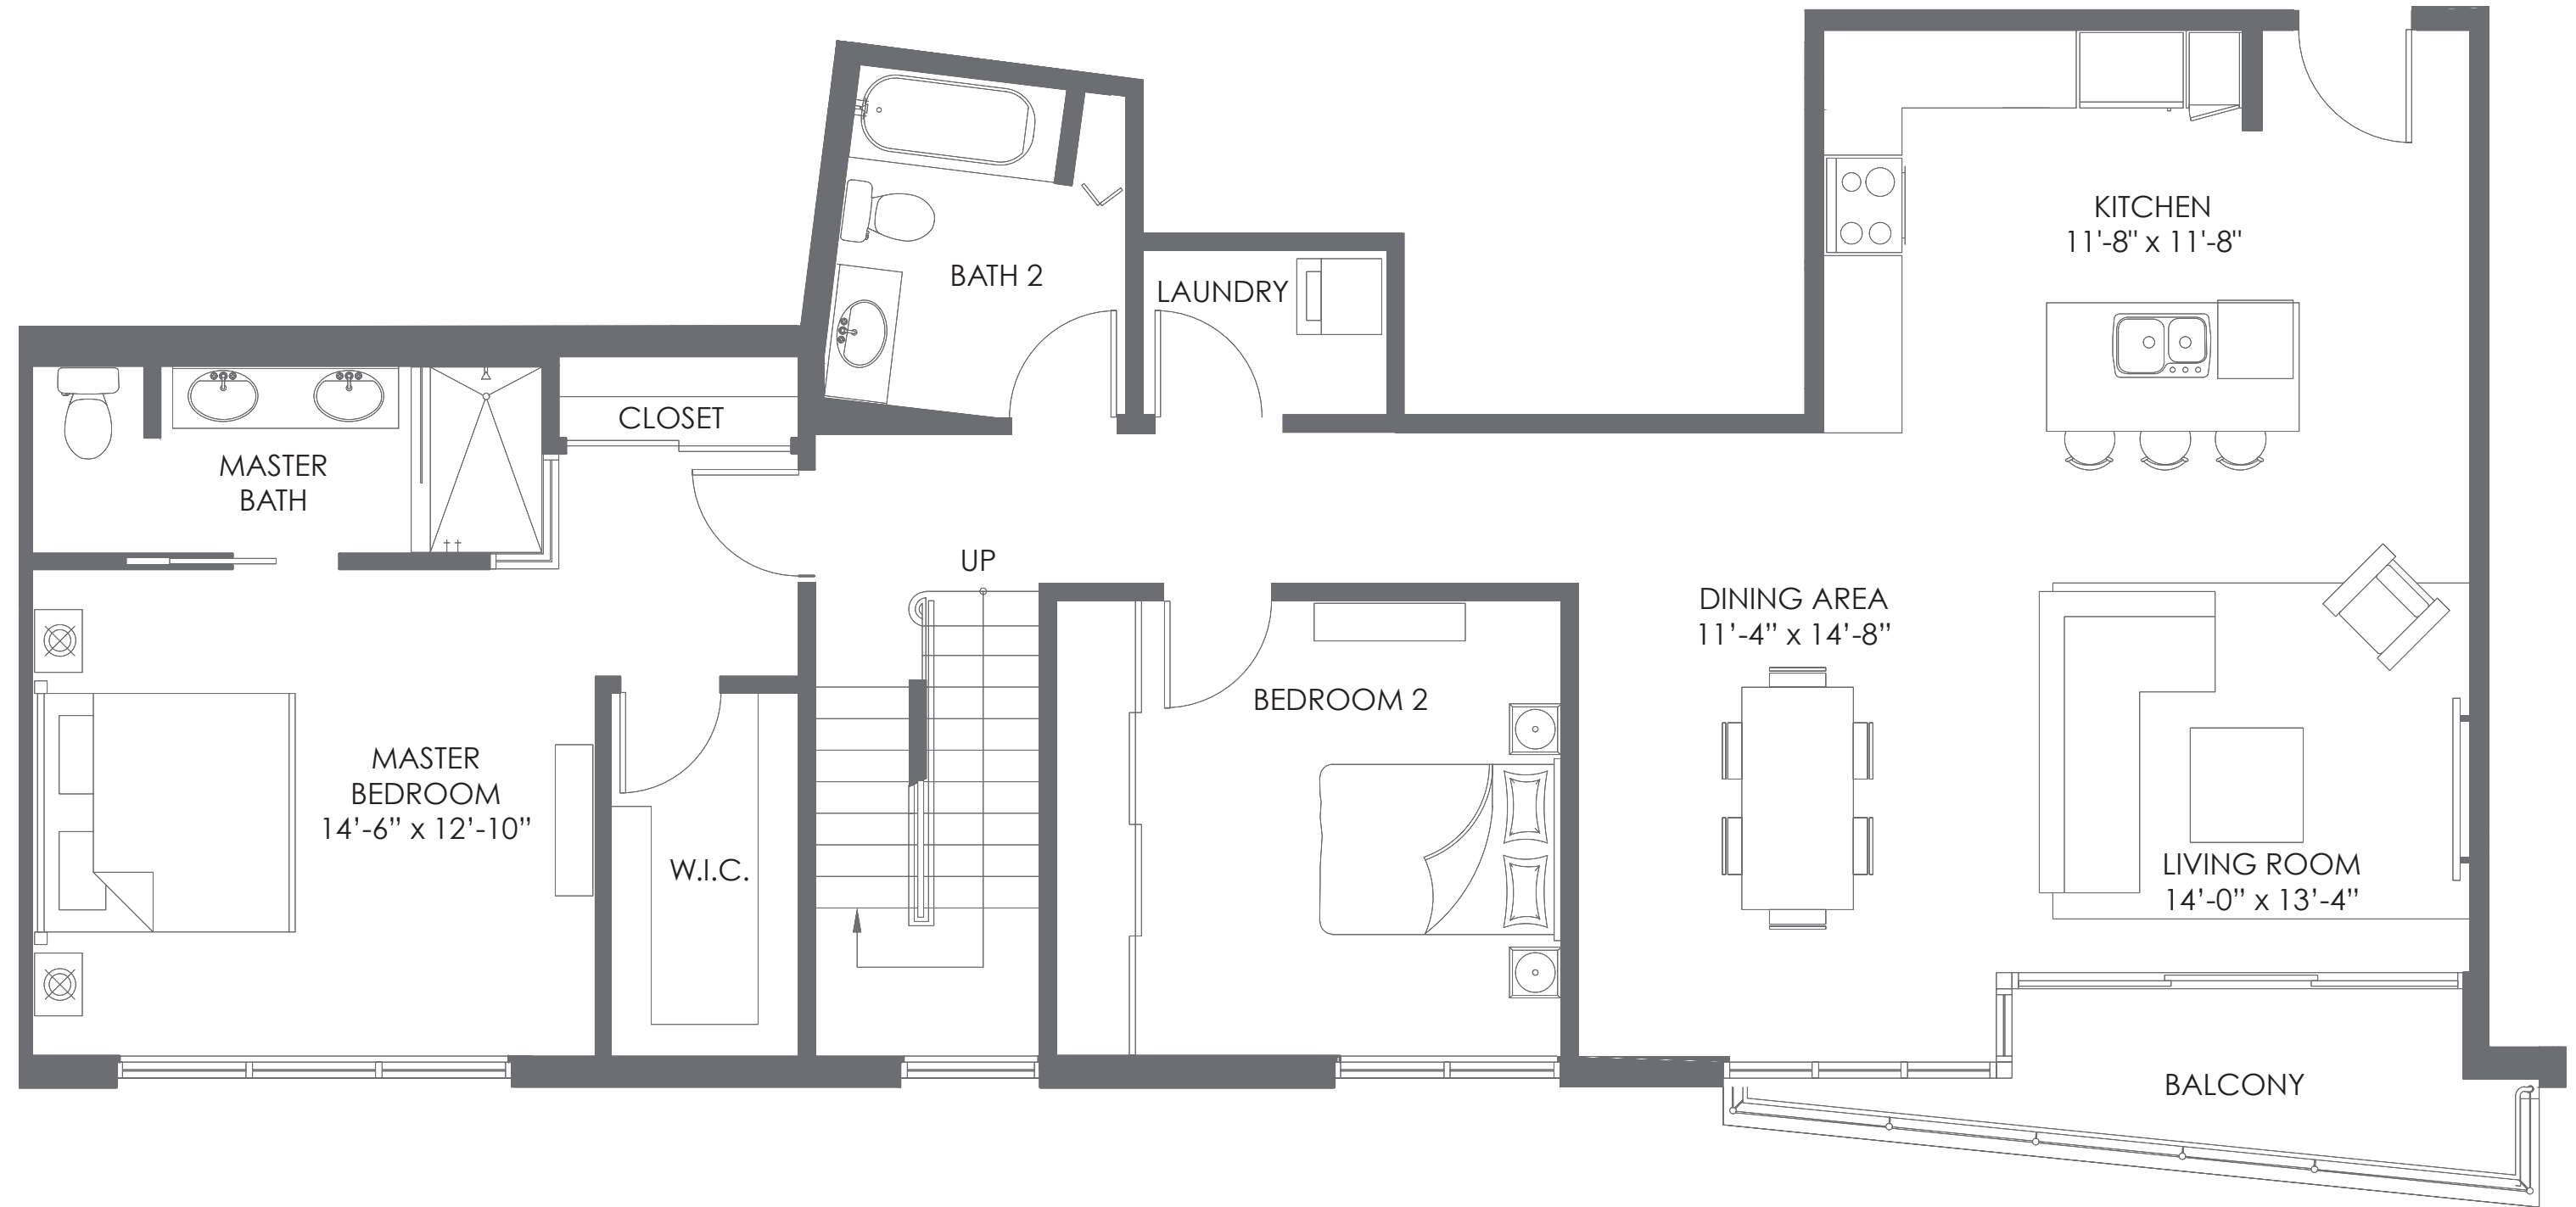 KITCHEN
11'-8" x 11'-8"
BATH 2
LAUNDRY
CLOSET
MASTER
BATH
UP
DINING AREA
11’-4” x 14’-8”
BEDROOM 2
MASTER
BEDROOM
14’-6” x 12’-10”
W.I.C.
LIVING ROOM
14’-0” x 13’-4”
BALCONY